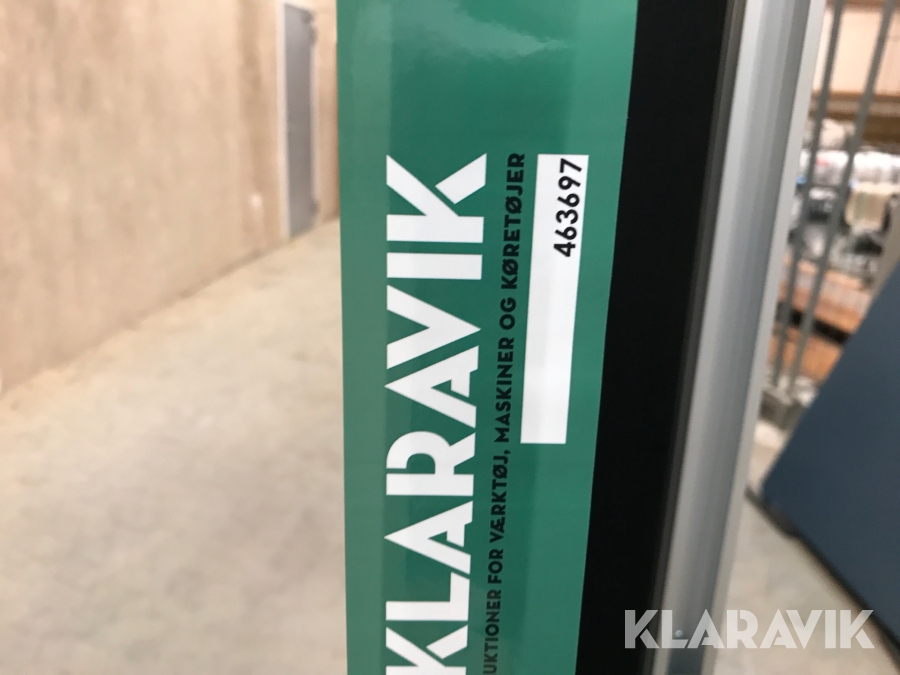 KLARAVIK
UKTIONER FOR VÆRKTØJ, MASKINER OG KØRETØJER
463697
KLARAVIK